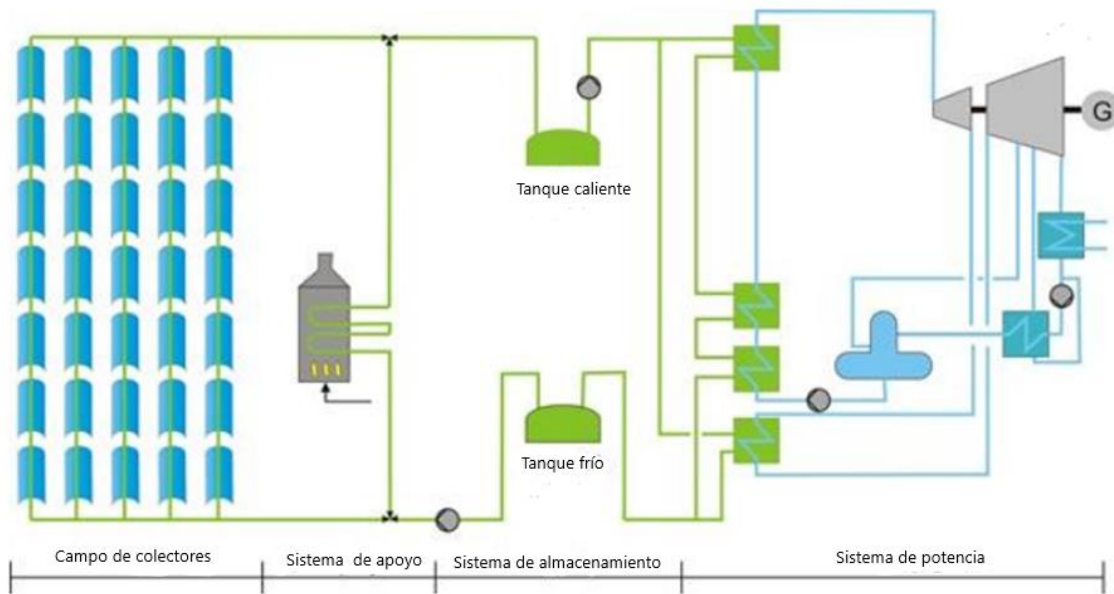 G
Tanque caliente
Tanque frío
Campo de colectores
Sistema de apoyo
Sistema de almacenamiento
Sistema de potencia